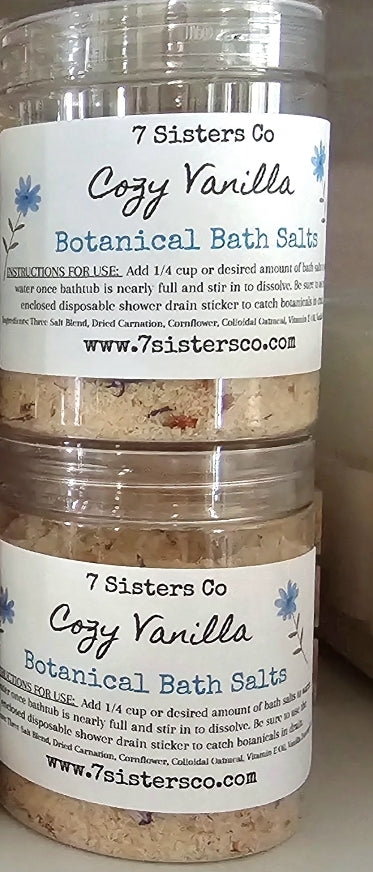 7 Sisters Co
Cozy Vanilla
Botanical Bath Salts
INSTRUCTIONS FOR USE: Add 1/4 cup or desired amount of bath salts
water once bathtub is nearly full and stir in to dissolve. Be sure to
enclosed disposable shower drain sticker to catch botanicals in
Ingredients: Three Salt Blend, Dried Carnation, Cornflower, Colloidal Oatmeal, Vitamin E Oil,
www.7sistersco.com
7 Sisters Co
Cozy Vanilla
Botanical Bath Salts
FOR USE: Add 1/4 cup or desired amount of bath salts to
once bathtub is nearly full and stir in to dissolve. Be sure to use the
disposable shower drain sticker to catch botanicals in drain.
Three Salt Blend, Dried Carnation, Cornflower, Colloidal Oatmeal, Vitamin E Oil, Vanilla
www.7sistersco.com